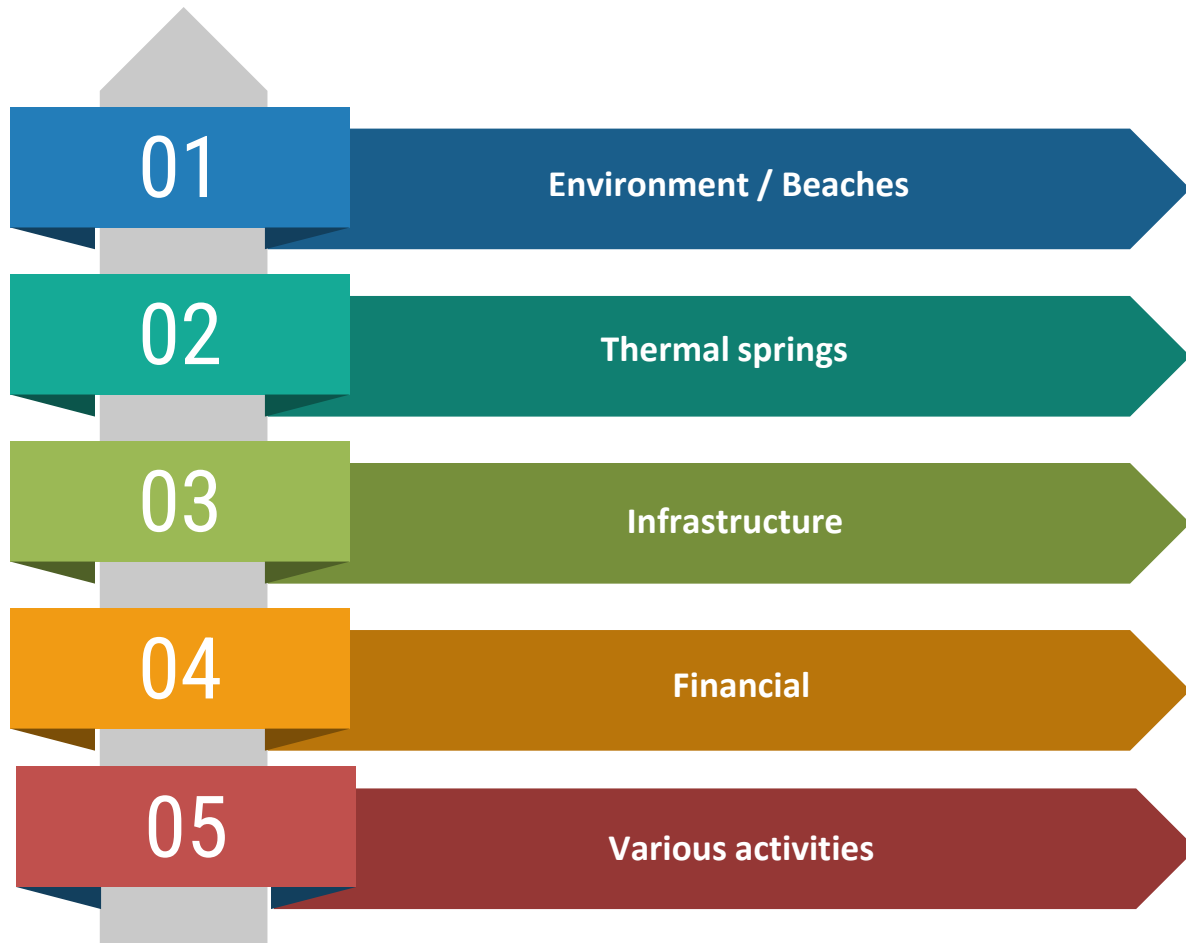 01
Environment / Beaches
02
Thermal springs
03
Infrastructure
04
Financial
05
Various activities